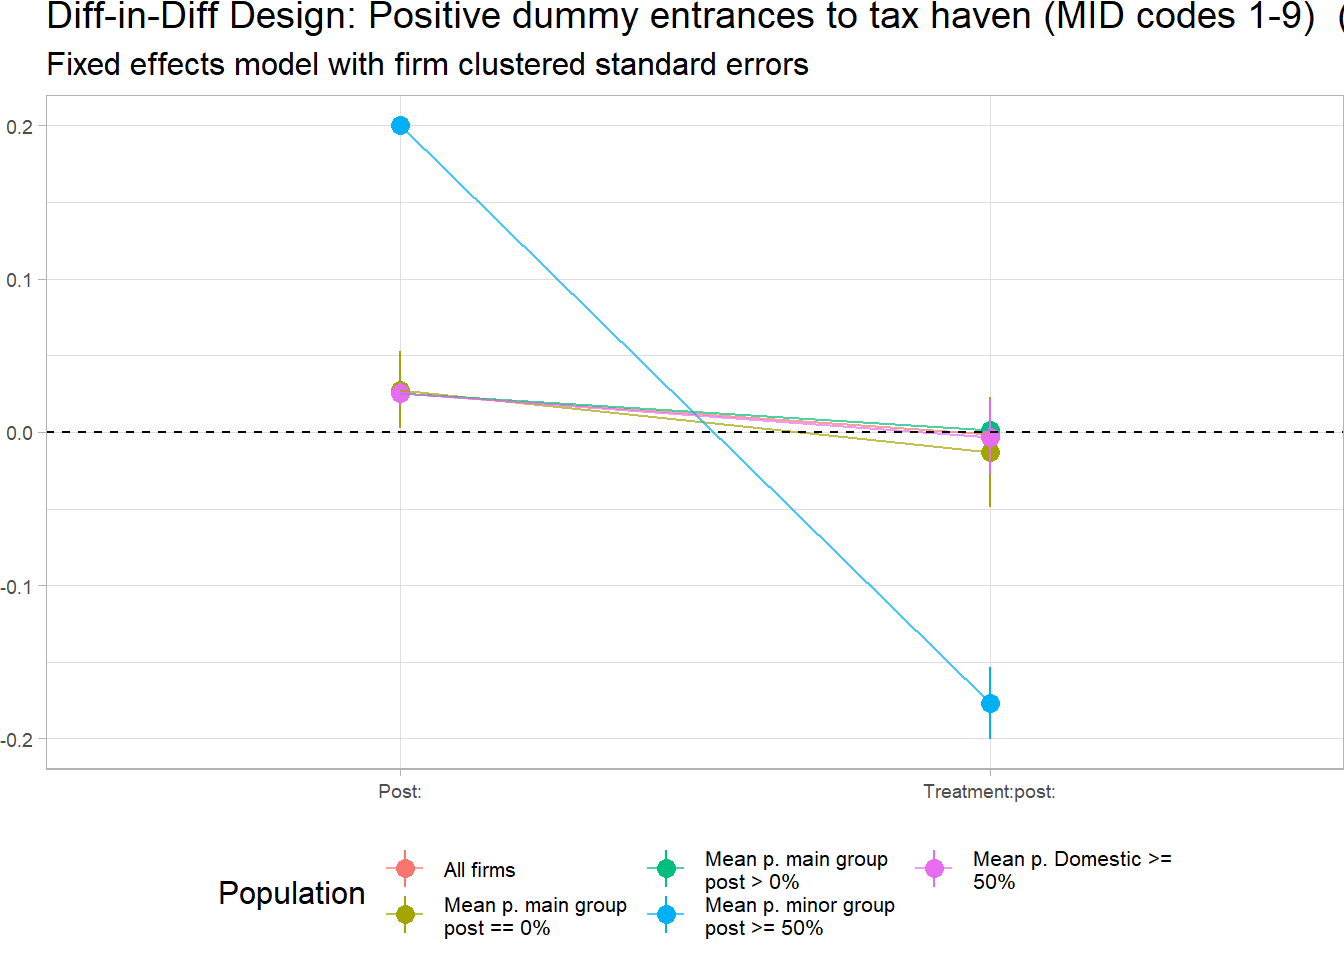 Diff-in-Diff Design: Positive dummy entrances to tax haven (MID codes 1-9) (
Fixed effects model with firm clustered standard errors
0.2
0.1
0.0
-0.1
-0.2
Post:
Treatment:post:
Population
All firms
Mean p. main group
post == 0%
Mean p. main group
post > 0%
Mean p. minor group
post >= 50%
Mean p. Domestic >=
50%